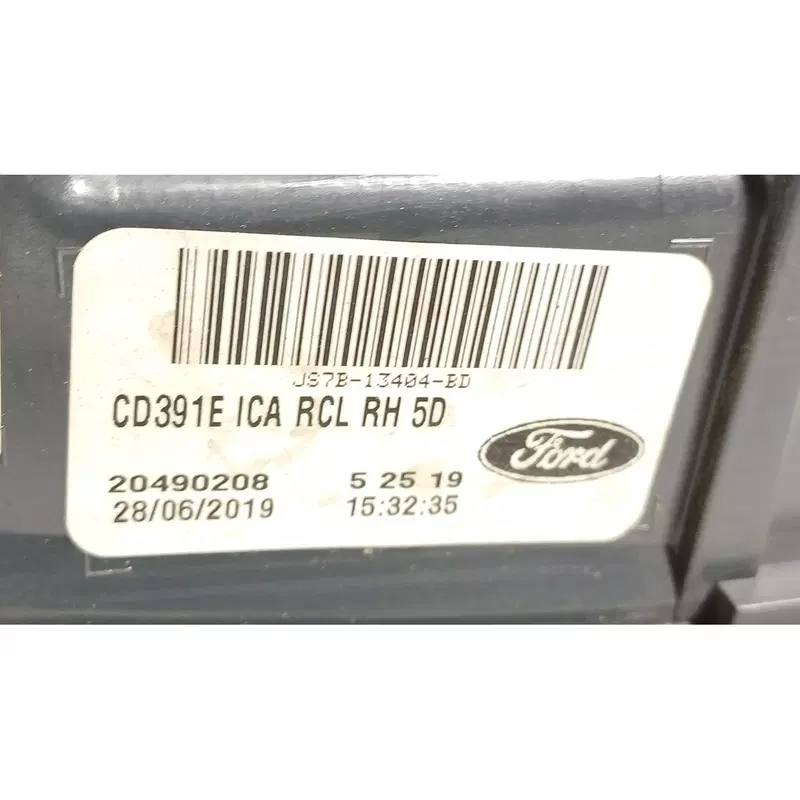 JS7B-13404-BD
CD391E ICA RCL RH 5D
Ford
20490208 5 25 19
28/06/2019 15:32:35